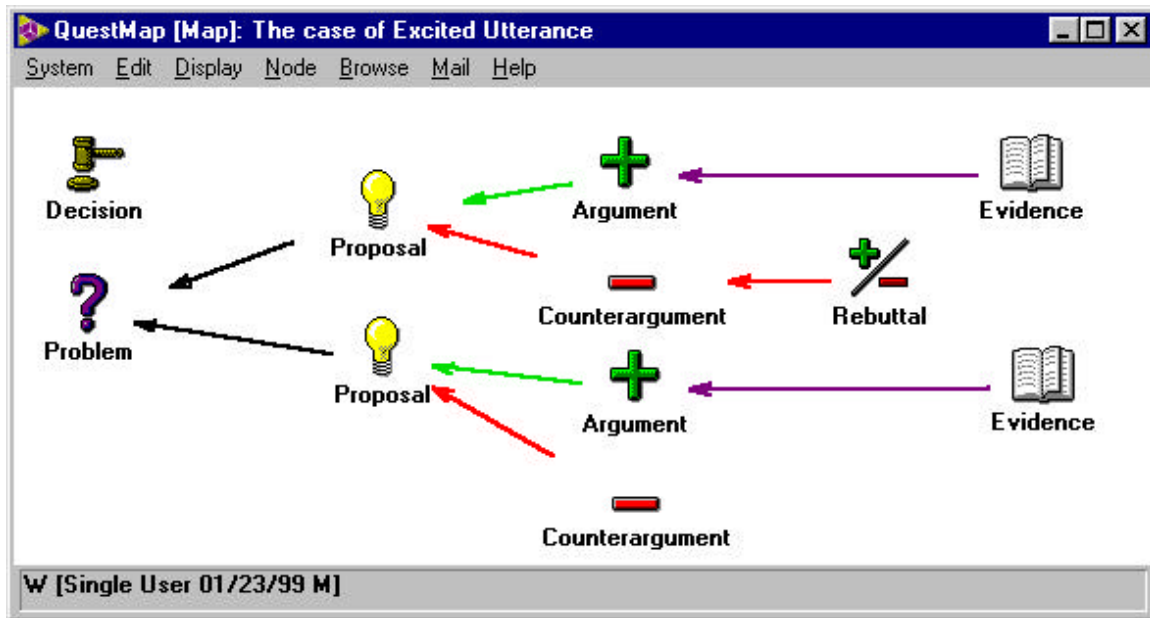 QuestMap [Map]: The case of Excited Utterance
System Edit Display Node Browse Mail Help
Decision
Proposal
Argument
Evidence
Problem
Counterargument
Rebuttal
Proposal
Argument
Evidence
Counterargument
W [Single User 01/23/99 M]